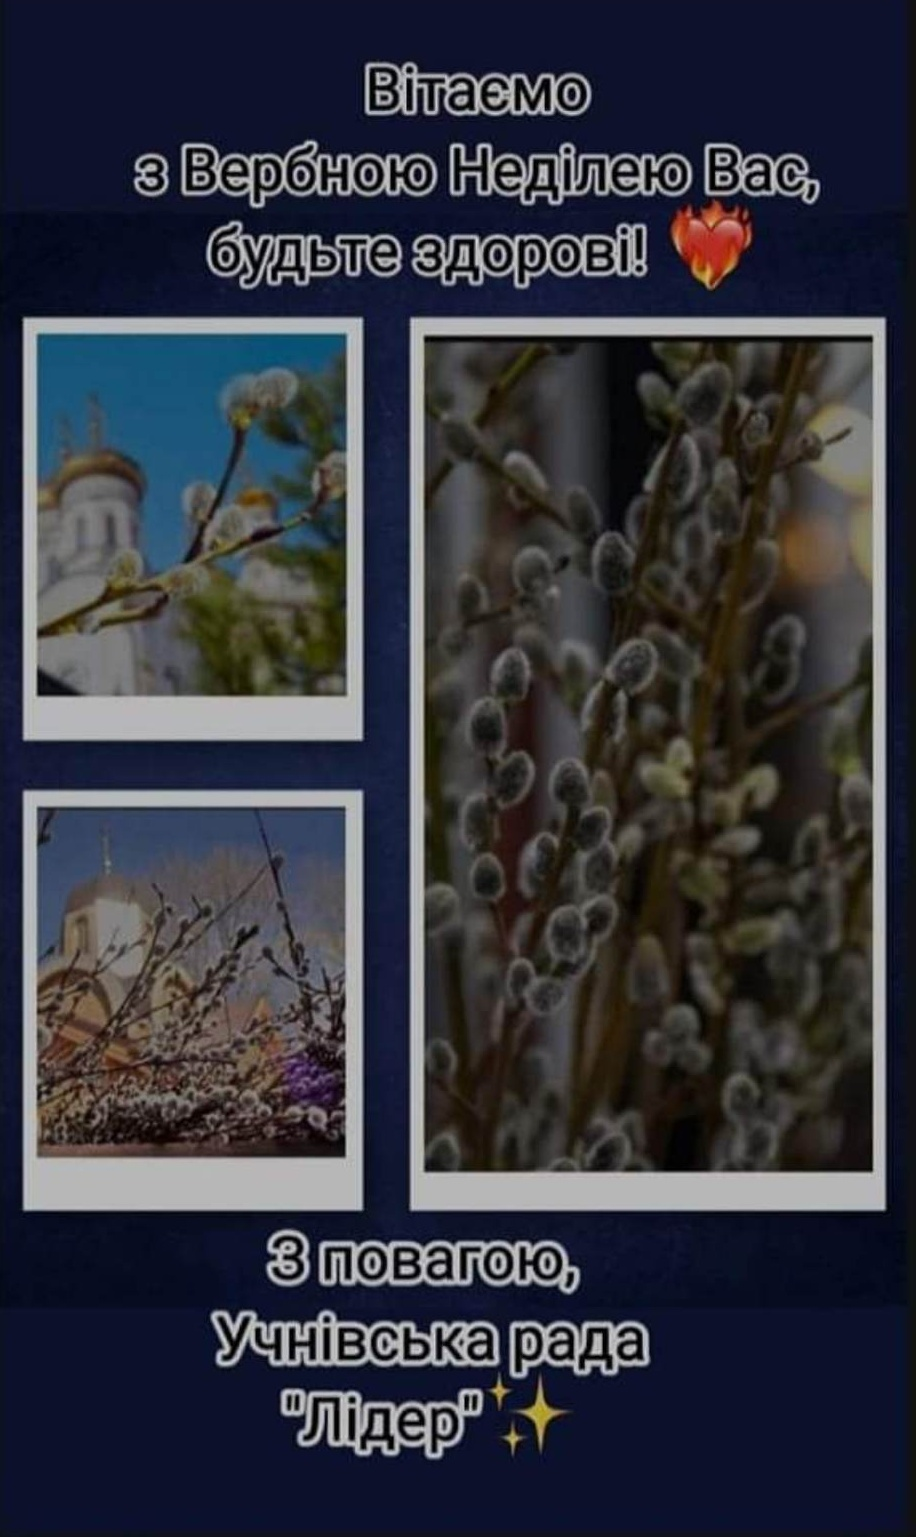 Вітаємо
з Вербною Неділею Вас,
будьте здорові! ❤️‍🔥
З повагою,
Учнівська рада
"Лідер"✨